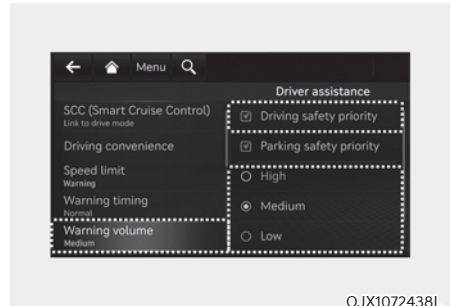 Menu
Driver assistance
SCC (Smart Cruise Control)
Link to drive mode
Driving convenience
Speed limit
Warning
Warning timing
Normal
Warning volume
Medium
Driving safety priority
Parking safety priority
High
Medium
Low
OJX1072438L